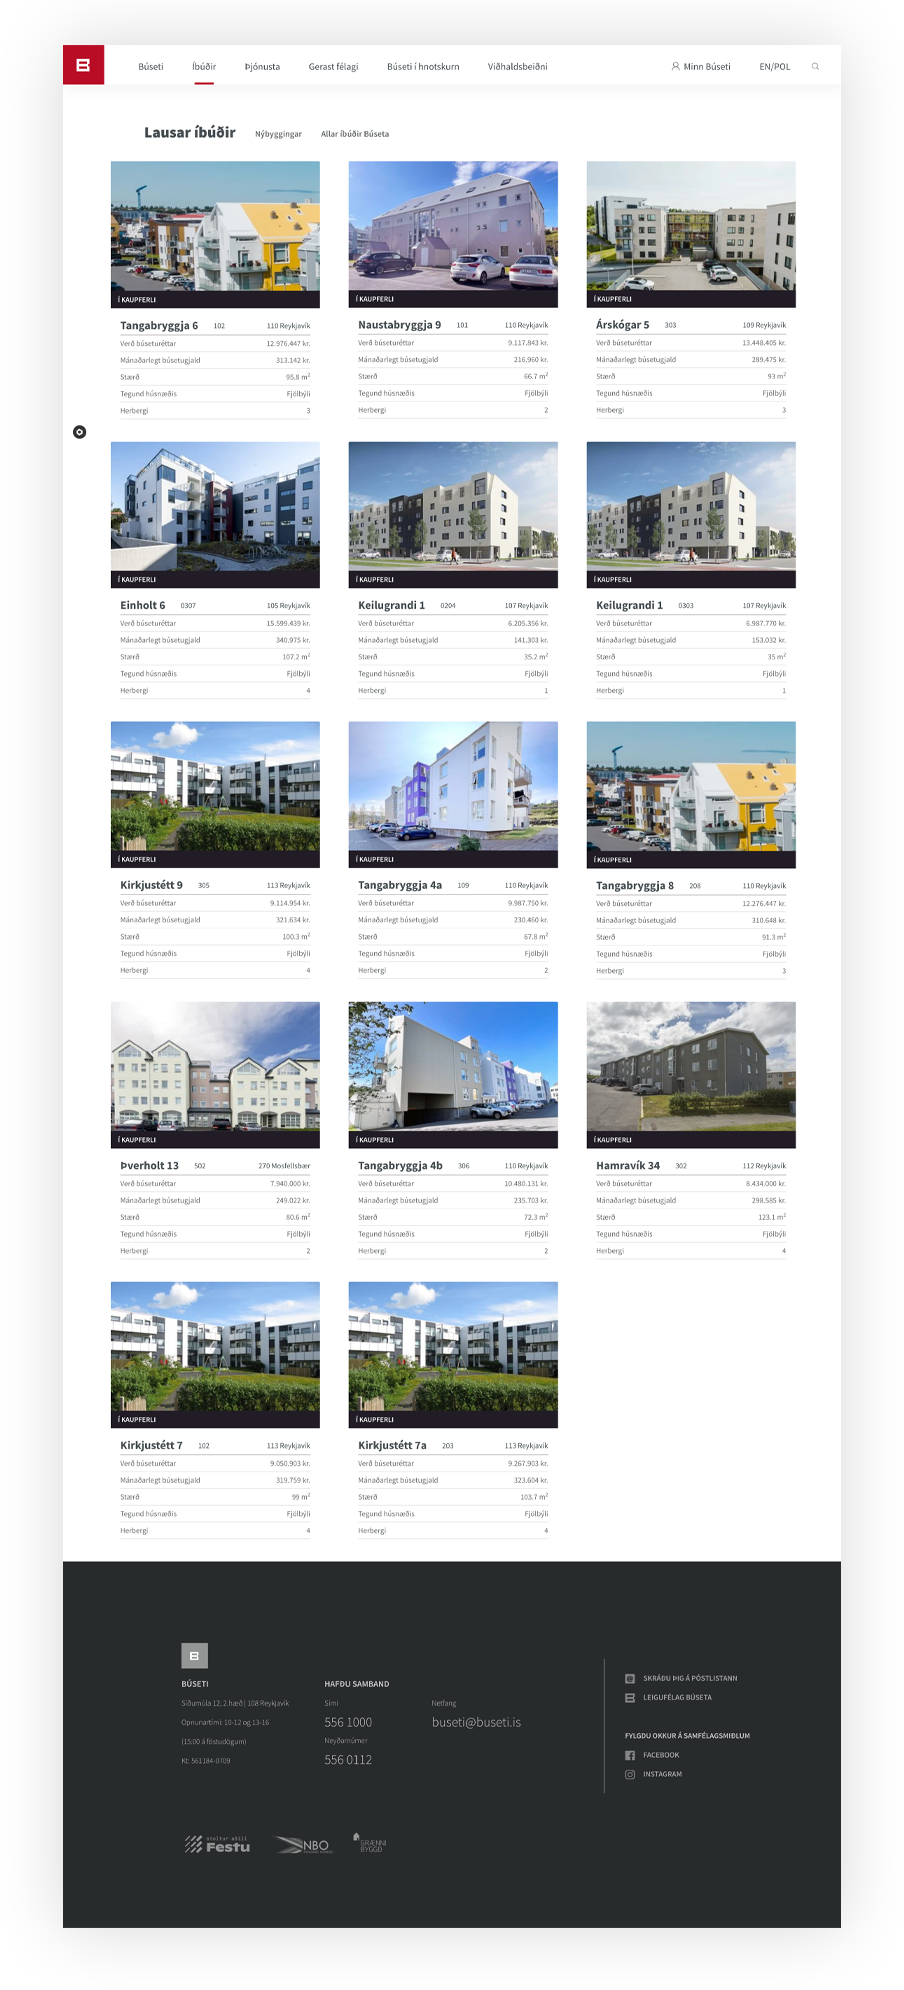 B
Búseti
Íbúðir
Þjónusta
Gerast félagi
Búseti í hnotskurn
Viðhaldsbeiðni
Minn Búseti
EN/POL
Lausar íbúðir
Nýbyggingar
Allar íbúðir Búseta
Í KAUPFERLI
Tangabryggja 6 102 110 Reykjavík
Verð búseturéttar 12.976.447 kr.
Mánaðarlegt búsetugjald 313.142 kr.
Stærð 95.8 m²
Tegund húsnæðis Fjölbýli
Herbergi 3
Í KAUPFERLI
Naustabryggja 9 101 110 Reykjavík
Verð búseturéttar 9.117.843 kr.
Mánaðarlegt búsetugjald 216.960 kr.
Stærð 66.7 m²
Tegund húsnæðis Fjölbýli
Herbergi 2
Í KAUPFERLI
Árskógar 5 303 109 Reykjavík
Verð búseturéttar 13.448.405 kr.
Mánaðarlegt búsetugjald 289.475 kr.
Stærð 93 m²
Tegund húsnæðis Fjölbýli
Herbergi 3
Í KAUPFERLI
Einholt 6 0307 105 Reykjavík
Verð búseturéttar 15.599.439 kr.
Mánaðarlegt búsetugjald 340.975 kr.
Stærð 107.2 m²
Tegund húsnæðis Fjölbýli
Herbergi 4
Í KAUPFERLI
Keilugrandi 1 0204 107 Reykjavík
Verð búseturéttar 6.205.356 kr.
Mánaðarlegt búsetugjald 141.303 kr.
Stærð 35.2 m²
Tegund húsnæðis Fjölbýli
Herbergi 1
Í KAUPFERLI
Keilugrandi 1 0303 107 Reykjavík
Verð búseturéttar 6.987.770 kr.
Mánaðarlegt búsetugjald 153.032 kr.
Stærð 35 m²
Tegund húsnæðis Fjölbýli
Herbergi 1
Í KAUPFERLI
Kirkjustétt 9 305 113 Reykjavík
Verð búseturéttar 9.114.954 kr.
Mánaðarlegt búsetugjald 321.634 kr.
Stærð 100.3 m²
Tegund húsnæðis Fjölbýli
Herbergi 4
Í KAUPFERLI
Tangabryggja 4a 109 110 Reykjavík
Verð búseturéttar 9.987.750 kr.
Mánaðarlegt búsetugjald 230.460 kr.
Stærð 67.8 m²
Tegund húsnæðis Fjölbýli
Herbergi 2
Í KAUPFERLI
Tangabryggja 8 208 110 Reykjavík
Verð búseturéttar 12.276.447 kr.
Mánaðarlegt búsetugjald 310.648 kr.
Stærð 91.3 m²
Tegund húsnæðis Fjölbýli
Herbergi 3
Í KAUPFERLI
Þverholt 13 502 270 Mosfellsbær
Verð búseturéttar 7.940.000 kr.
Mánaðarlegt búsetugjald 249.022 kr.
Stærð 80.6 m²
Tegund húsnæðis Fjölbýli
Herbergi 2
Í KAUPFERLI
Tangabryggja 4b 306 110 Reykjavík
Verð búseturéttar 10.480.131 kr.
Mánaðarlegt búsetugjald 235.703 kr.
Stærð 72.3 m²
Tegund húsnæðis Fjölbýli
Herbergi 2
Í KAUPFERLI
Hamravík 34 302 112 Reykjavík
Verð búseturéttar 8.434.000 kr.
Mánaðarlegt búsetugjald 298.585 kr.
Stærð 123.1 m²
Tegund húsnæðis Fjölbýli
Herbergi 4
Í KAUPFERLI
Kirkjustétt 7 102 113 Reykjavík
Verð búseturéttar 9.050.903 kr.
Mánaðarlegt búsetugjald 319.759 kr.
Stærð 99 m²
Tegund húsnæðis Fjölbýli
Herbergi 4
Í KAUPFERLI
Kirkjustétt 7a 203 113 Reykjavík
Verð búseturéttar 9.267.903 kr.
Mánaðarlegt búsetugjald 323.604 kr.
Stærð 103.7 m²
Tegund húsnæðis Fjölbýli
Herbergi 4
B
BÚSETI
Síðumúla 12, 2.hæð | 108 Reykjavík
Opnunartími: 10-12 og 13-16
(15:00 á föstudögum)
Kt: 561184-0709
HAFÐU SAMBAND
Sími
556 1000
Neyðarnúmer
556 0112
Netfang
buseti@buseti.is
SKRÁÐU ÞIG Á PÓSTLISTANN
LEIGUFÉLAG BÚSETA
FYLGDU OKKUR Á SAMFÉLAGSMIÐLUM
FACEBOOK
INSTAGRAM
stoltur aðili
Festu
NBO
GRÆNNI
BYGGÐ